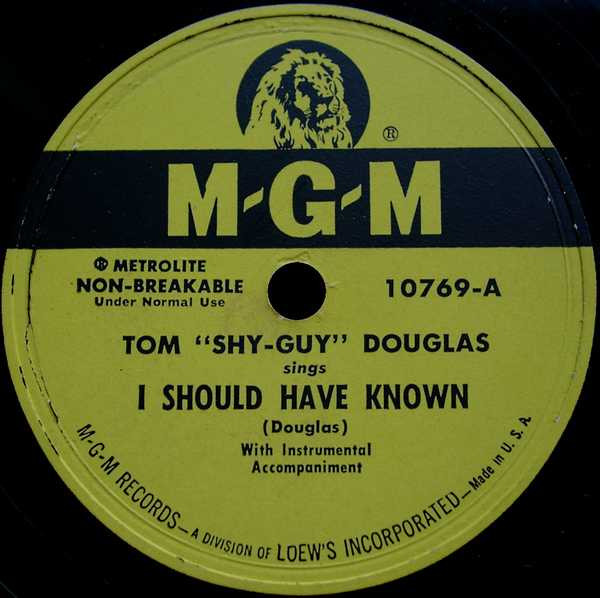 ®
M-G-M
® METROLITE
NON-BREAKABLE
Under Normal Use
10769-A
TOM "SHY-GUY" DOUGLAS
sings
I SHOULD HAVE KNOWN
(Douglas)
With Instrumental
Accompaniment
M-G-M RECORDS—A DIVISION OF LOEW'S INCORPORATED—Made in U. S. A.